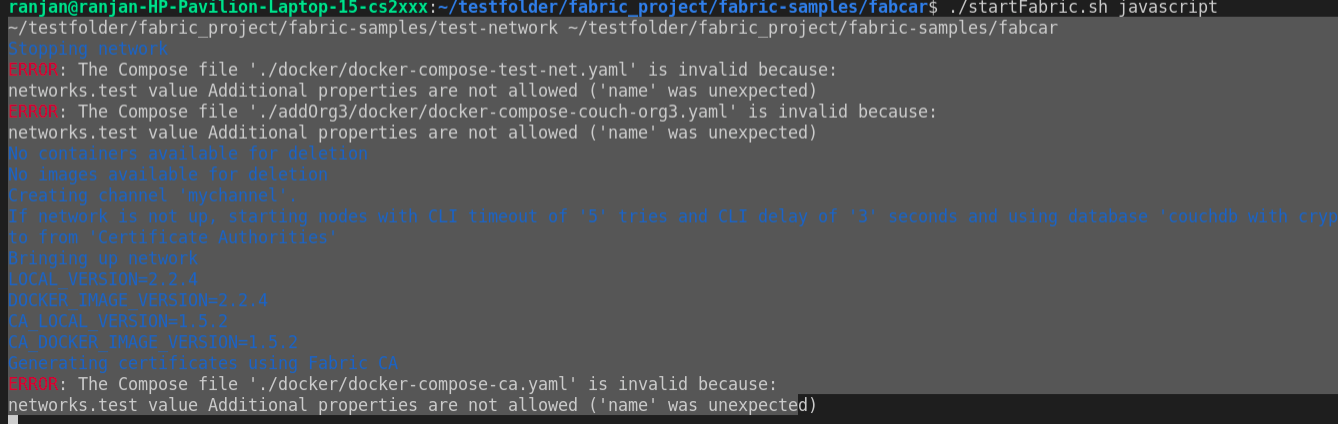 ranjan@ranjan-HP-Pavilion-Laptop-15-cs2xxx:~/testfolder/fabric_project/fabric-samples/fabcar$ ./startFabric.sh javascript
~/testfolder/fabric_project/fabric-samples/test-network ~/testfolder/fabric_project/fabric-samples/fabcar
Stopping network
ERROR: The Compose file './docker/docker-compose-test-net.yaml' is invalid because:
networks.test value Additional properties are not allowed ('name' was unexpected)
ERROR: The Compose file './addOrg3/docker/docker-compose-couch-org3.yaml' is invalid because:
networks.test value Additional properties are not allowed ('name' was unexpected)
No containers available for deletion
No images available for deletion
Creating channel 'mychannel'.
If network is not up, starting nodes with CLI timeout of '5' tries and CLI delay of '3' seconds and using database 'couchdb with cryp
to from 'Certificate Authorities'
Bringing up network
LOCAL_VERSION=2.2.4
DOCKER_IMAGE_VERSION=2.2.4
CA_LOCAL_VERSION=1.5.2
CA_DOCKER_IMAGE_VERSION=1.5.2
Generating certificates using Fabric CA
ERROR: The Compose file './docker/docker-compose-ca.yaml' is invalid because:
networks.test value Additional properties are not allowed ('name' was unexpected)